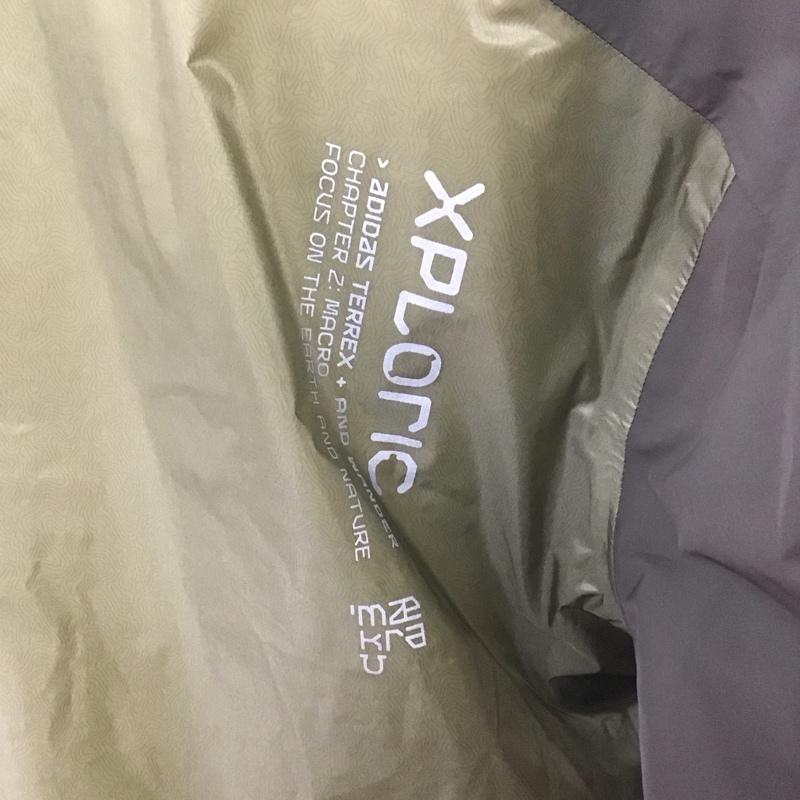 XPLORIC
> adidas TERREX + AND WANDER
CHAPTER 2: MACRO
FOCUS ON THE EARTH AND NATURE